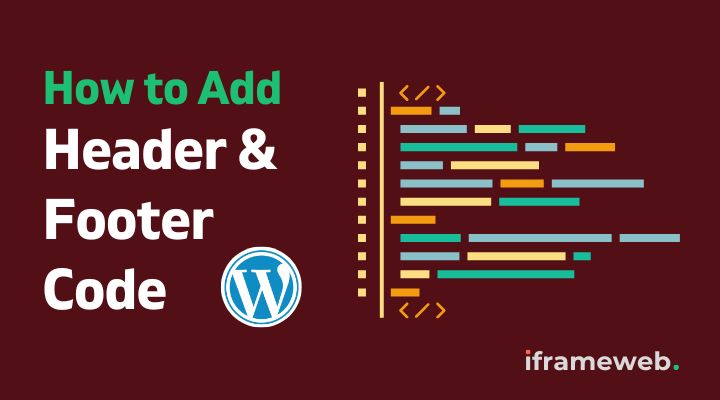 How to Add
Header &
Footer
Code
W
</>
</>
iframeweb.